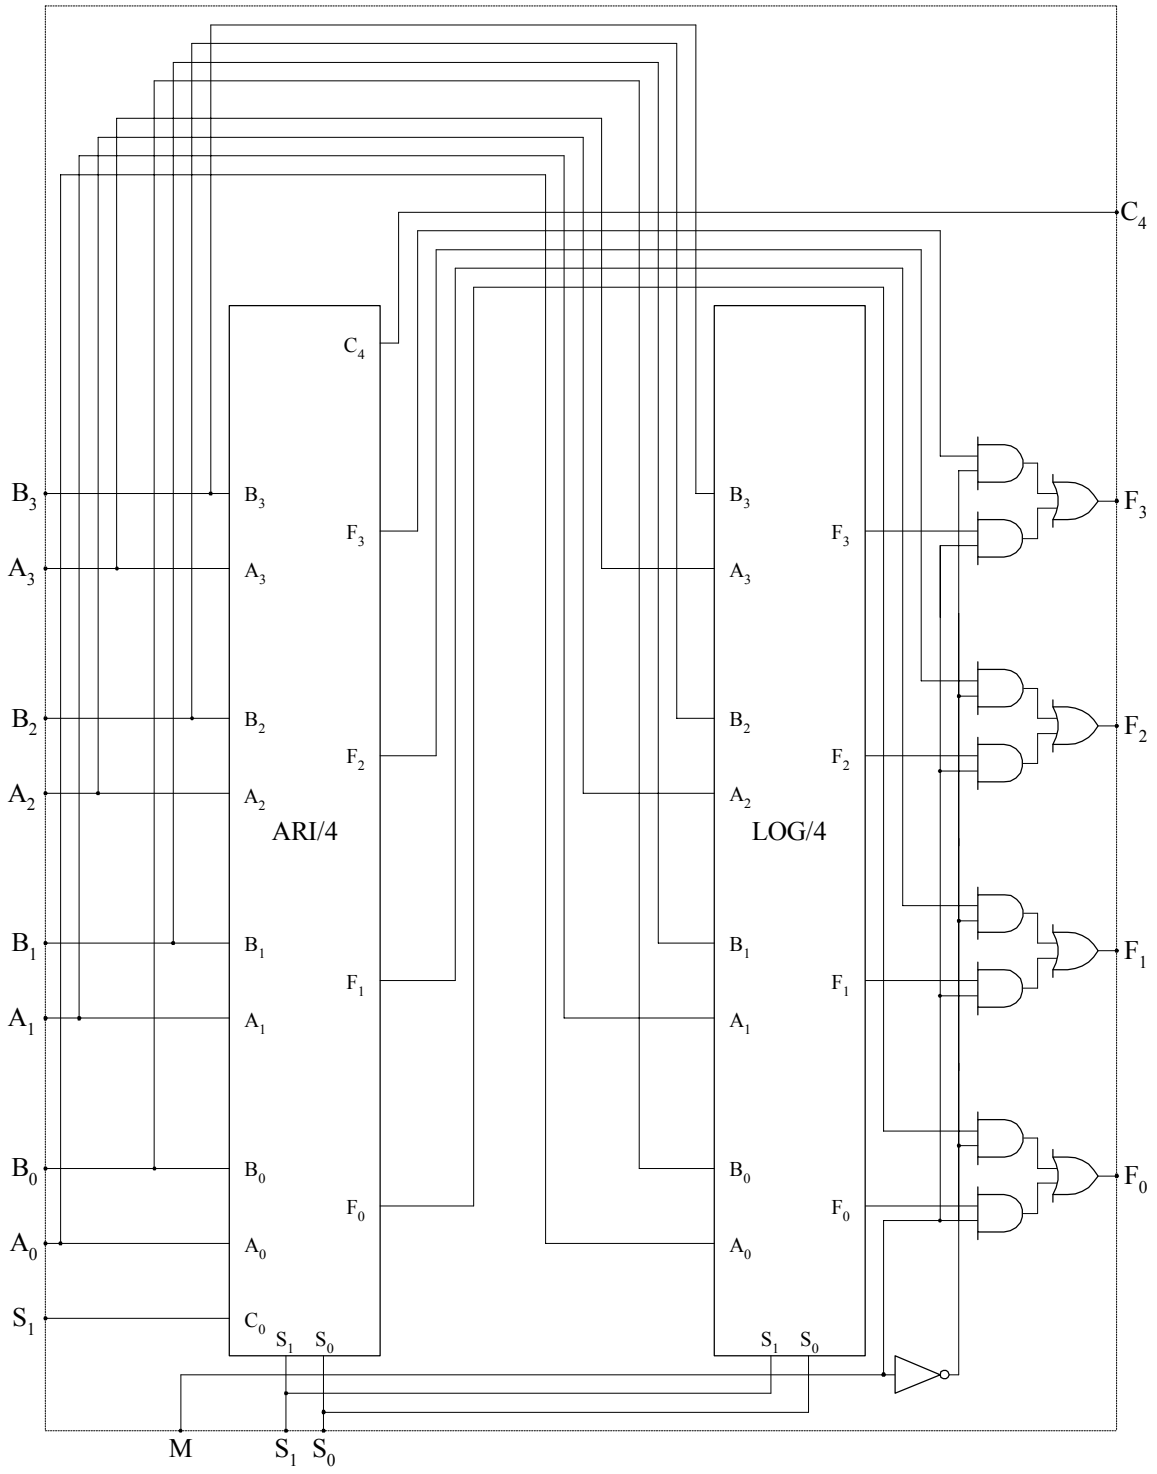 C₄
C₄
B₃ B₃ B₃ F₃
F₃ F₃
A₃ A₃ A₃
B₂ B₂ B₂ F₂
F₂ F₂
A₂ A₂ A₂
ARI/4 LOG/4
B₁ B₁ B₁ F₁
F₁ F₁
A₁ A₁ A₁
B₀ B₀ B₀ F₀
F₀ F₀
A₀ A₀ A₀
S₁ C₀
S₁ S₀ S₁ S₀
M S₁ S₀